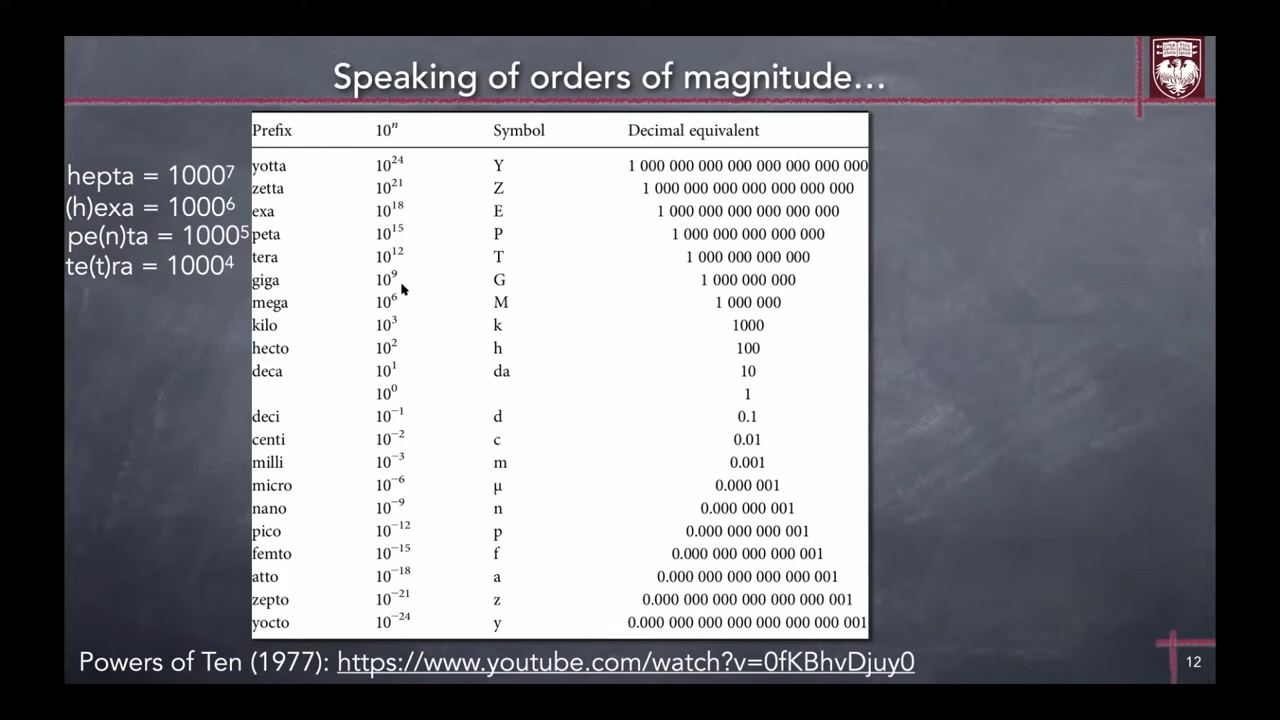 Speaking of orders of magnitude...
hepta = 1000⁷
(h)exa = 1000⁶
pe(n)ta = 1000⁵
te(t)ra = 1000⁴
Prefix 10ⁿ Symbol Decimal equivalent
yotta 10²⁴ Y 1 000 000 000 000 000 000 000 000
zetta 10²¹ Z 1 000 000 000 000 000 000 000
exa 10¹⁸ E 1 000 000 000 000 000 000
peta 10¹⁵ P 1 000 000 000 000 000
tera 10¹² T 1 000 000 000 000
giga 10⁹ G 1 000 000 000
mega 10⁶ M 1 000 000
kilo 10³ k 1000
hecto 10² h 100
deca 10¹ da 10
10⁰ 1
deci 10⁻¹ d 0.1
centi 10⁻² c 0.01
milli 10⁻³ m 0.001
micro 10⁻⁶ μ 0.000 001
nano 10⁻⁹ n 0.000 000 001
pico 10⁻¹² p 0.000 000 000 001
femto 10⁻¹⁵ f 0.000 000 000 000 001
atto 10⁻¹⁸ a 0.000 000 000 000 000 001
zepto 10⁻²¹ z 0.000 000 000 000 000 000 001
yocto 10⁻²⁴ y 0.000 000 000 000 000 000 000 001
Powers of Ten (1977): https://www.youtube.com/watch?v=0fKBhvDjuy0
12